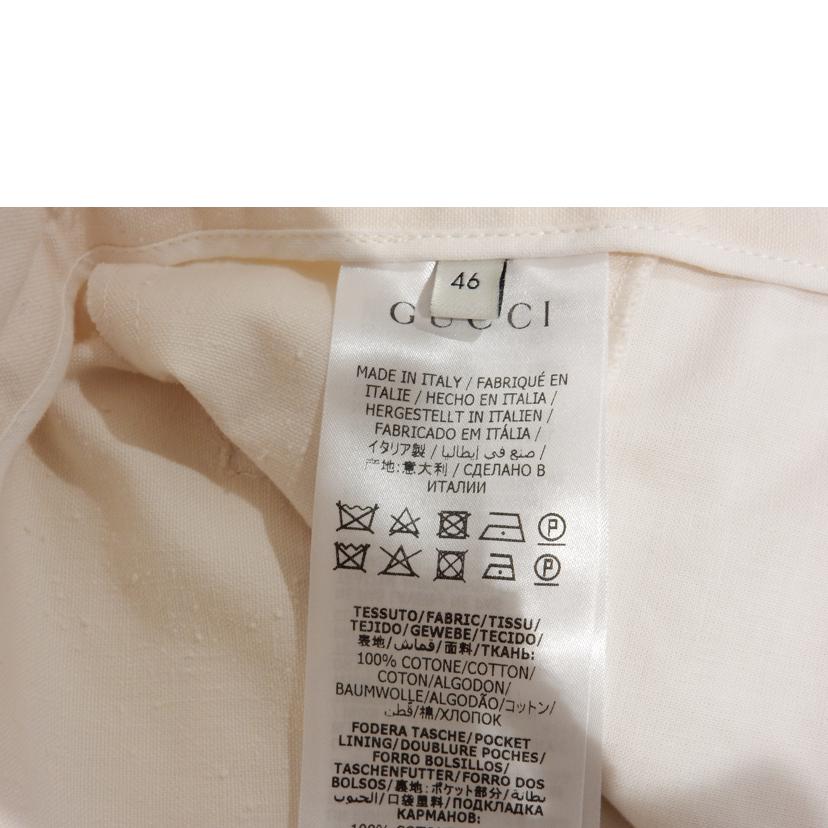 46
GUCCI
MADE IN ITALY / FABRIQUÉ EN
ITALIE / HECHO EN ITALIA /
HERGESTELLT IN ITALIEN /
FABRICADO EM ITÁLIA /
イタリア製 / صنع في إيطاليا /
产地:意大利 / СДЕЛАНО В
ИТАЛИИ
P
P
TESSUTO/FABRIC/TISSU/
TEJIDO/GEWEBE/TECIDO/
表地/قماش/面料/ТКАНЬ:
100% COTONE/COTTON/
COTON/ALGODON/
BAUMWOLLE/ALGODÃO/コットン/
قطن/棉/ХЛОПОК
FODERA TASCHE/POCKET
LINING/DOUBLURE POCHES/
FORRO BOLSILLOS/
TASCHENFUTTER/FORRO DOS
BOLSOS/裏地:ポケット部分/بطانة
الجيوب/口袋里料/ПОДКЛАДКА
КАРМАНОВ:
100%